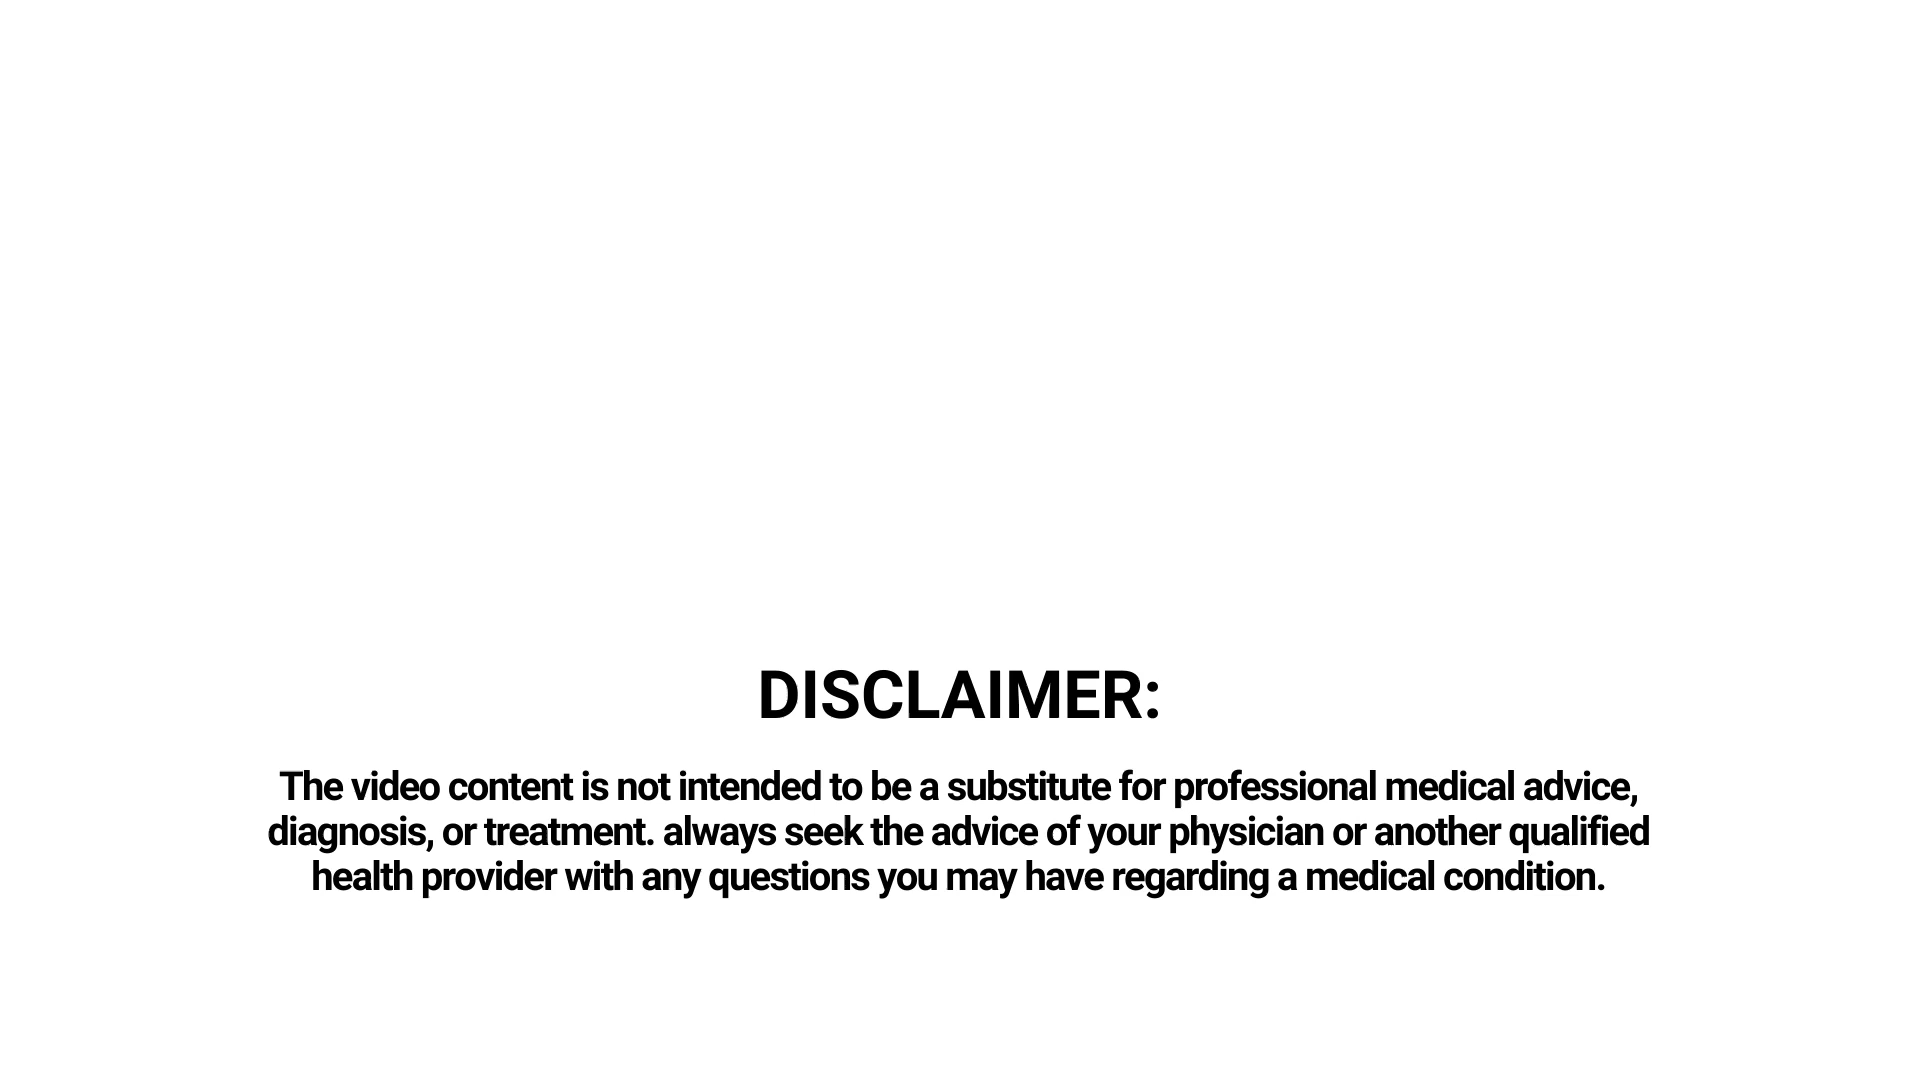 DISCLAIMER:
The video content is not intended to be a substitute for professional medical advice,
diagnosis, or treatment. always seek the advice of your physician or another qualified
health provider with any questions you may have regarding a medical condition.